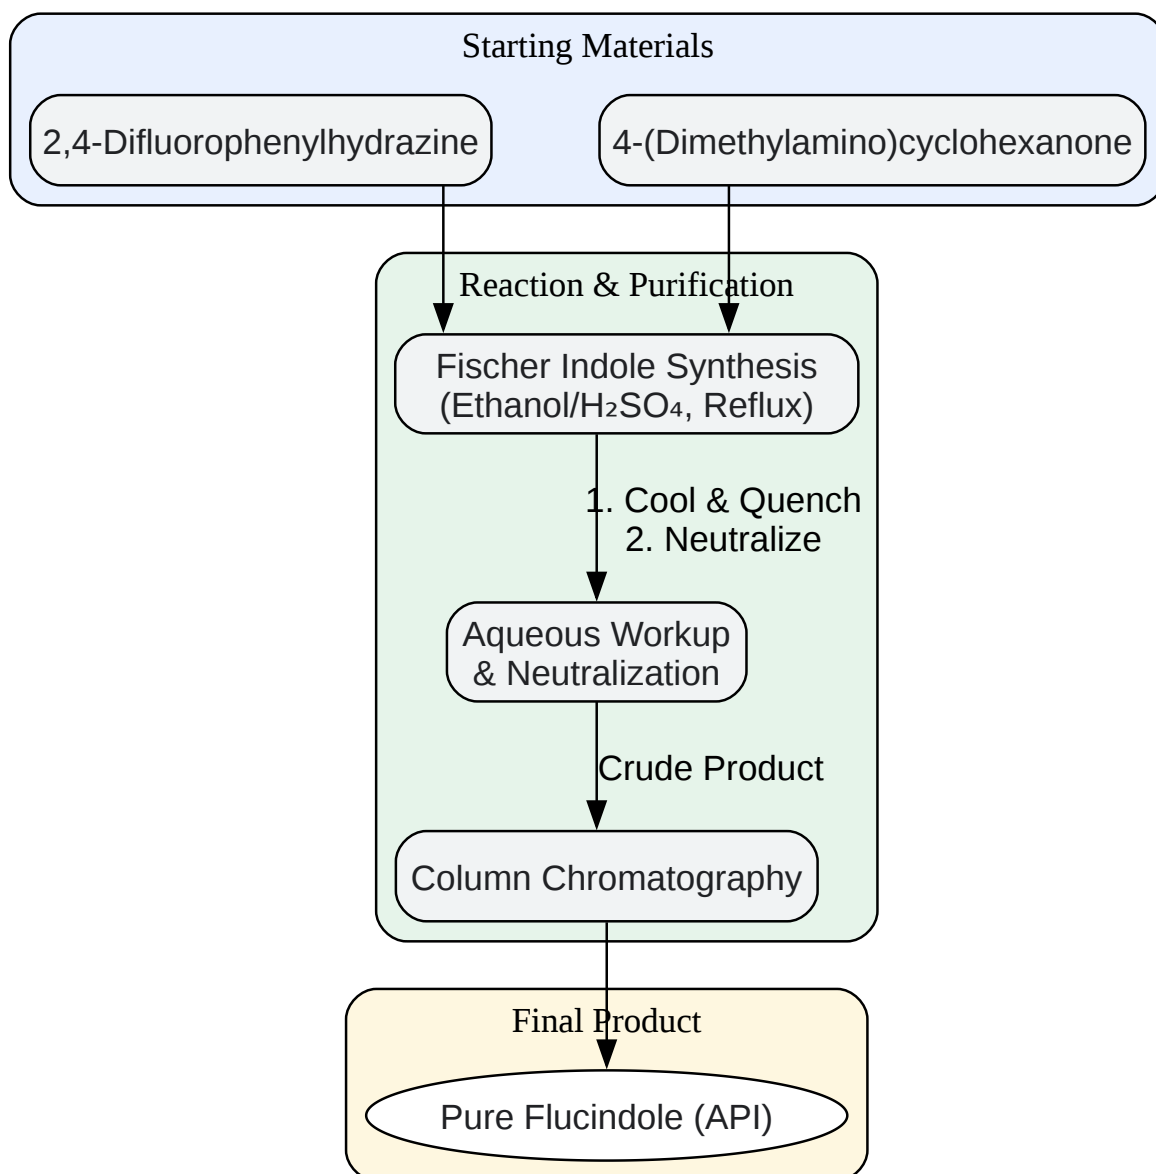 Starting Materials
2,4-Difluorophenylhydrazine
4-(Dimethylamino)cyclohexanone
Reaction & Purification
Fischer Indole Synthesis
(Ethanol/H₂SO₄, Reflux)
1. Cool & Quench
2. Neutralize
Aqueous Workup
& Neutralization
Crude Product
Column Chromatography
Final Product
Pure Flucindole (API)